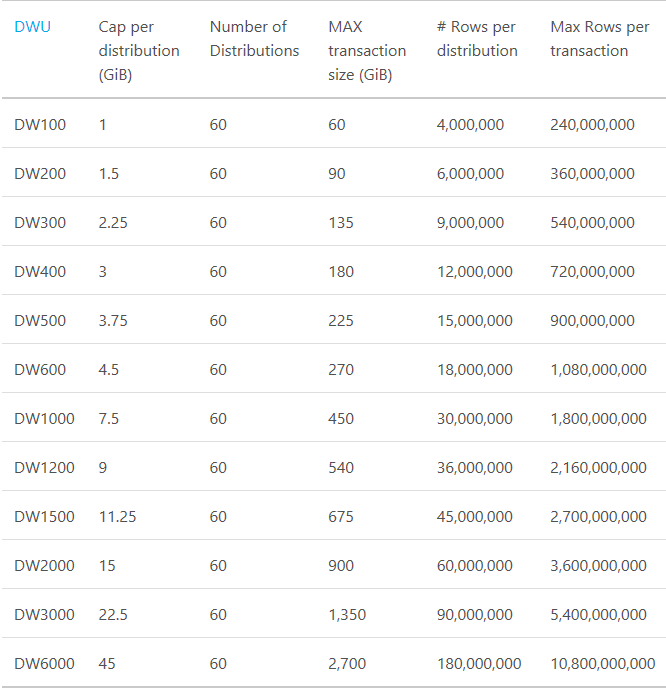 DWU Cap per distribution (GiB) Number of Distributions MAX transaction size (GiB) # Rows per distribution Max Rows per transaction
DW100 1 60 60 4,000,000 240,000,000
DW200 1.5 60 90 6,000,000 360,000,000
DW300 2.25 60 135 9,000,000 540,000,000
DW400 3 60 180 12,000,000 720,000,000
DW500 3.75 60 225 15,000,000 900,000,000
DW600 4.5 60 270 18,000,000 1,080,000,000
DW1000 7.5 60 450 30,000,000 1,800,000,000
DW1200 9 60 540 36,000,000 2,160,000,000
DW1500 11.25 60 675 45,000,000 2,700,000,000
DW2000 15 60 900 60,000,000 3,600,000,000
DW3000 22.5 60 1,350 90,000,000 5,400,000,000
DW6000 45 60 2,700 180,000,000 10,800,000,000